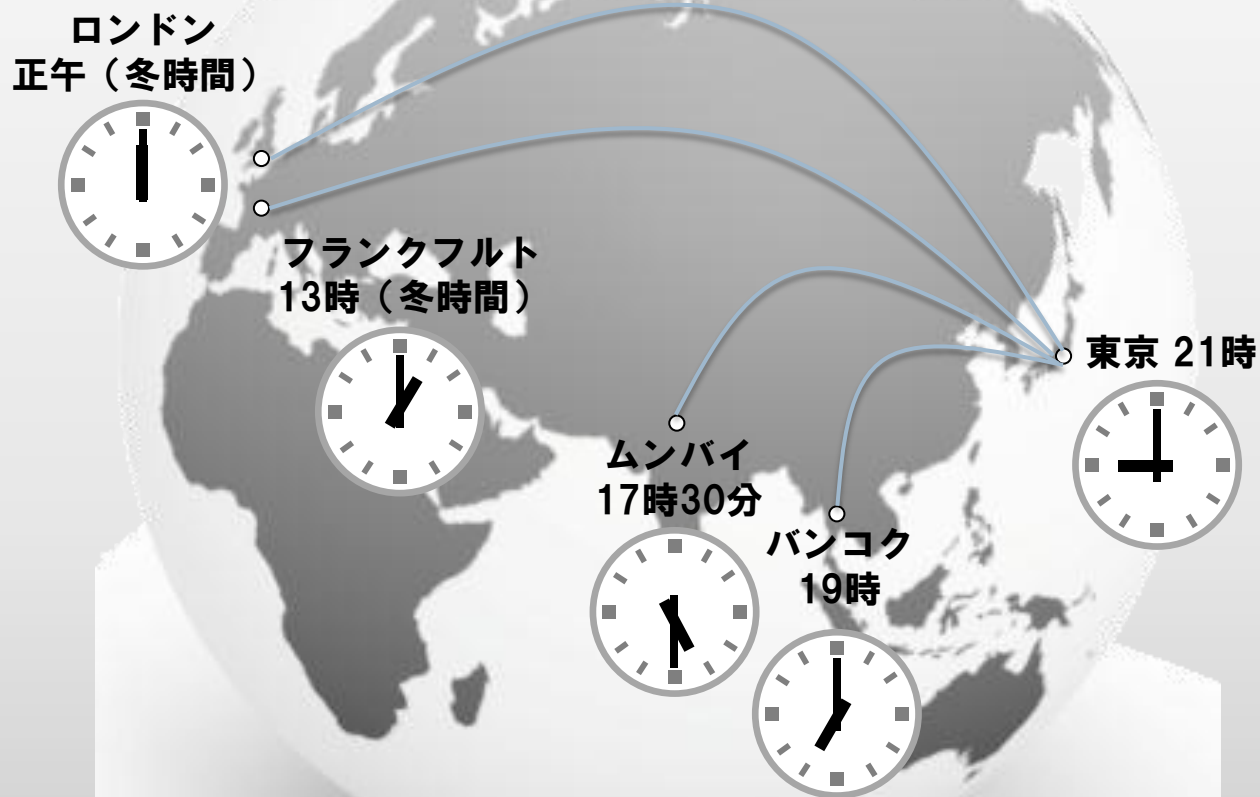 ロンドン
正午（冬時間）
フランクフルト
13時（冬時間）
東京 21時
ムンバイ
17時30分
バンコク
19時